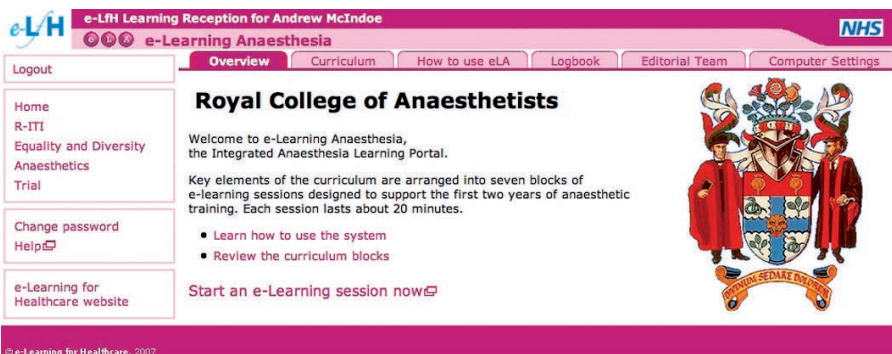 e-LfH
e-LfH Learning Reception for Andrew McIndoe
e-Learning Anaesthesia
NHS
Overview
Curriculum
How to use eLA
Logbook
Editorial Team
Computer Settings
Logout
Home
R-ITI
Equality and Diversity
Anaesthetics
Trial
Change password
Help
e-Learning for
Healthcare website
Royal College of Anaesthetists
Welcome to e-Learning Anaesthesia,
the Integrated Anaesthesia Learning Portal.
Key elements of the curriculum are arranged into seven blocks of
e-learning sessions designed to support the first two years of anaesthetic
training. Each session lasts about 20 minutes.
Learn how to use the system
Review the curriculum blocks
Start an e-Learning session now
DIVINUM SEDARE DOLOREM
© e-Learning for Healthcare, 2007